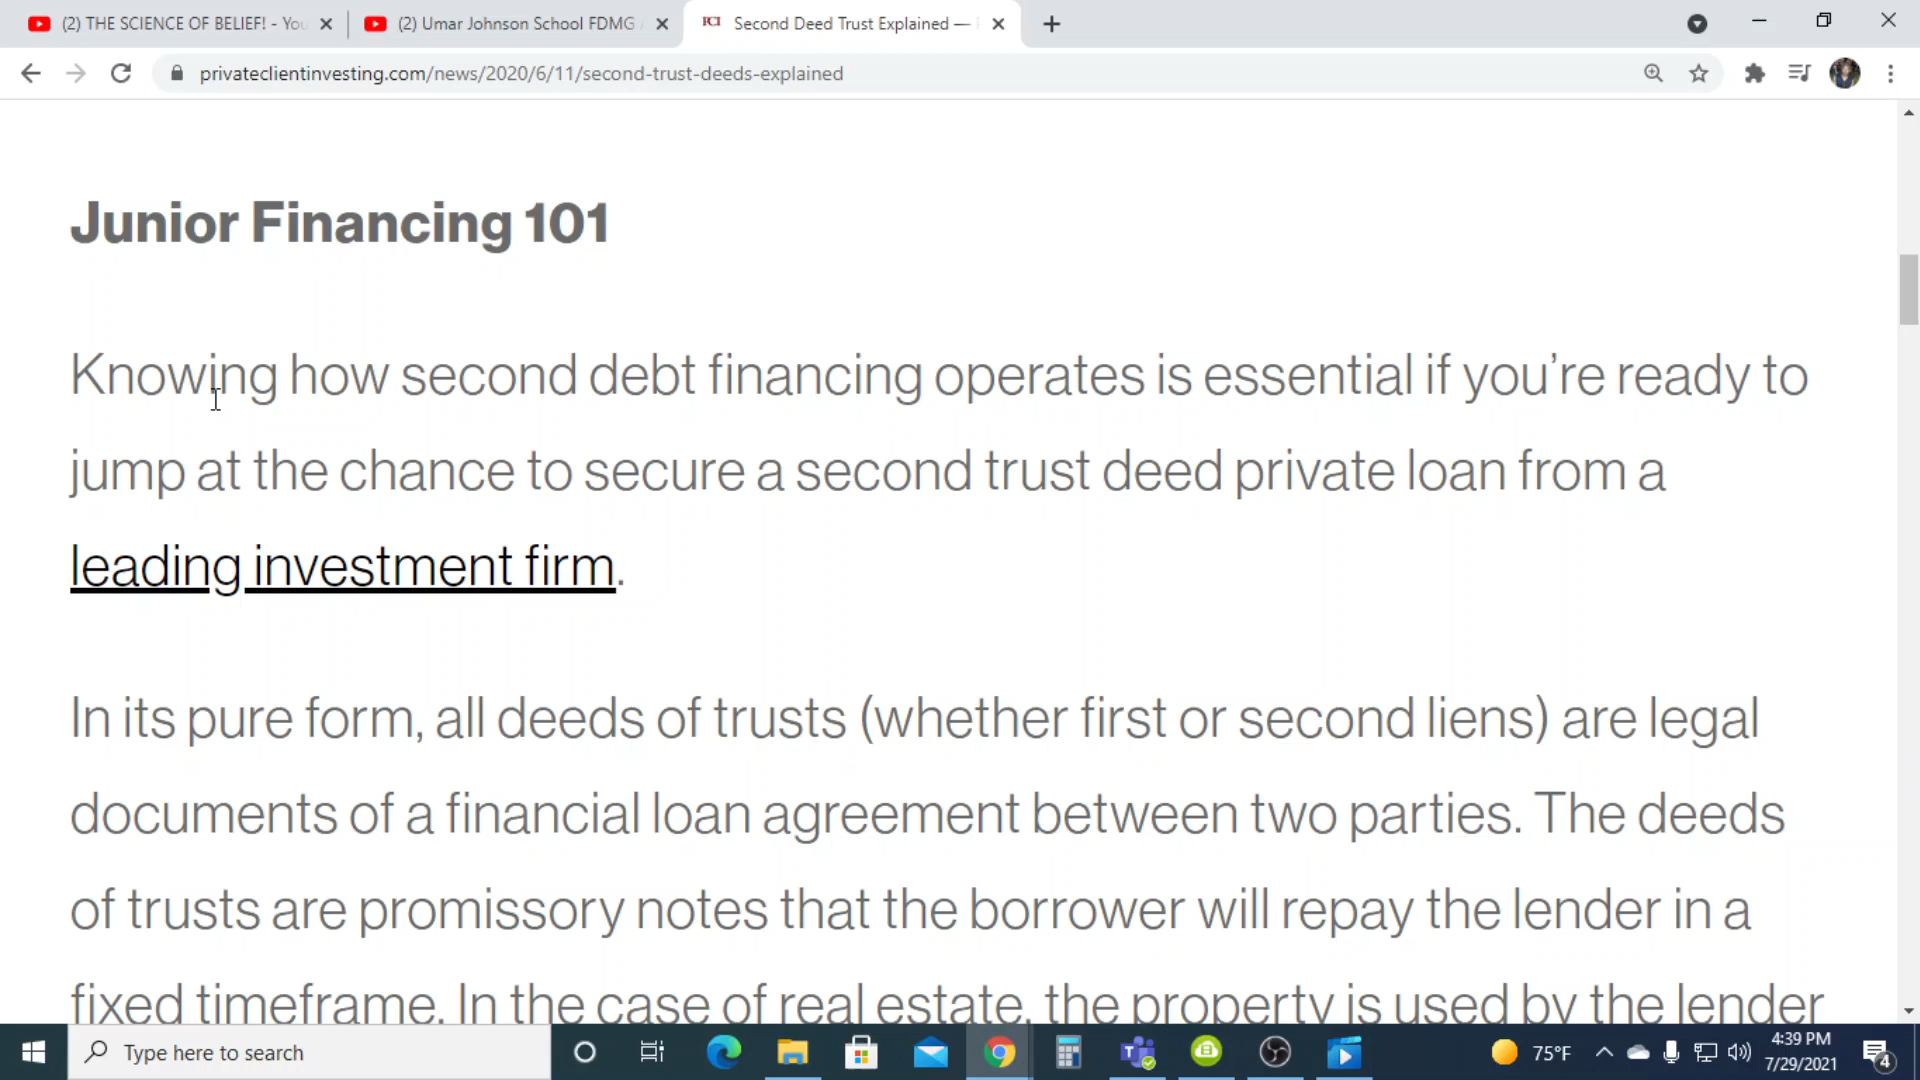 (2) THE SCIENCE OF BELIEF! - You
(2) Umar Johnson School FDMG
Second Deed Trust Explained —
privateclientinvesting.com/news/2020/6/11/second-trust-deeds-explained
Junior Financing 101
Knowing how second debt financing operates is essential if you’re ready to
jump at the chance to secure a second trust deed private loan from a
leading investment firm.
In its pure form, all deeds of trusts (whether first or second liens) are legal
documents of a financial loan agreement between two parties. The deeds
of trusts are promissory notes that the borrower will repay the lender in a
fixed timeframe. In the case of real estate, the property is used by the lender
Type here to search
75°F
4:39 PM
7/29/2021
4